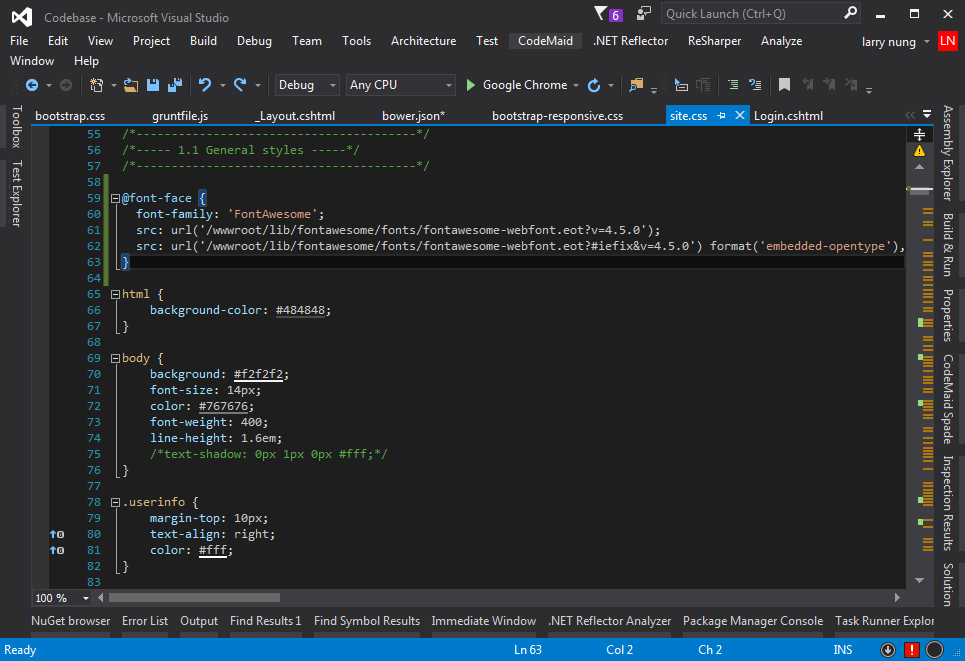 Codebase - Microsoft Visual Studio
6
Quick Launch (Ctrl+Q)
File Edit View Project Build Debug Team Tools Architecture Test CodeMaid .NET Reflector ReSharper Analyze larry nung LN
Window Help
Debug Any CPU Google Chrome
bootstrap.css gruntfile.js _Layout.cshtml bower.json* bootstrap-responsive.css site.css Login.cshtml
Toolbox
Test Explorer
55 /*----------------------------------------*/
56 /*----- 1.1 General styles -----*/
57 /*----------------------------------------*/
58
59 @font-face {
60 font-family: 'FontAwesome';
61 src: url('/wwwroot/lib/fontawesome/fonts/fontawesome-webfont.eot?v=4.5.0');
62 src: url('/wwwroot/lib/fontawesome/fonts/fontawesome-webfont.eot?#iefix&v=4.5.0') format('embedded-opentype'),
63 }
64
65 html {
66 background-color: #484848;
67 }
68
69 body {
70 background: #f2f2f2;
71 font-size: 14px;
72 color: #767676;
73 font-weight: 400;
74 line-height: 1.6em;
75 /*text-shadow: 0px 1px 0px #fff;*/
76 }
77
78 .userinfo {
79 margin-top: 10px;
80 text-align: right;
81 color: #fff;
82 }
83
Assembly Explorer
Build & Run
Properties
CodeMaid Spade
Inspection Results
Solution
100 %
NuGet browser Error List Output Find Results 1 Find Symbol Results Immediate Window .NET Reflector Analyzer Package Manager Console Task Runner Explor
Ready Ln 63 Col 2 Ch 2 INS